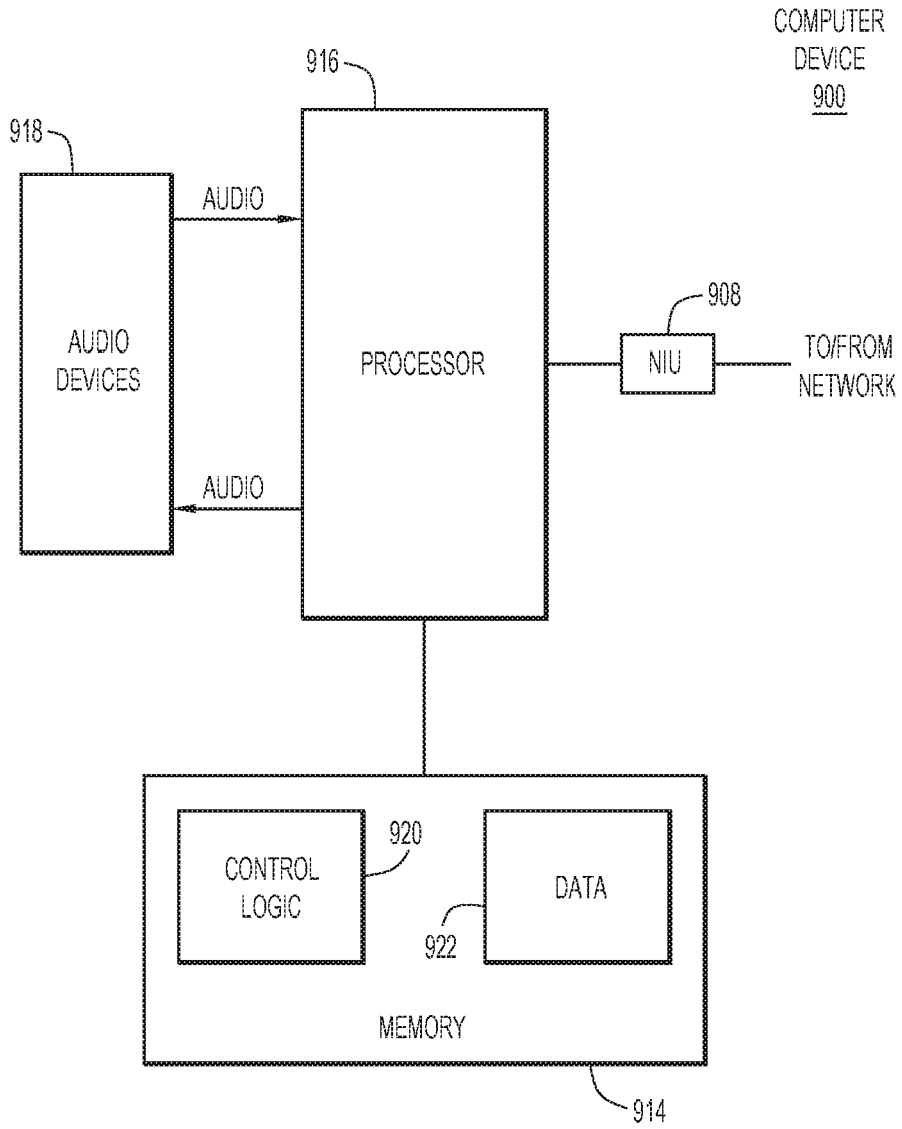 COMPUTER
DEVICE
900
916
918
AUDIO
908
AUDIO
DEVICES
PROCESSOR
NIU
TO/FROM
NETWORK
AUDIO
CONTROL
LOGIC
920
DATA
922
MEMORY
914